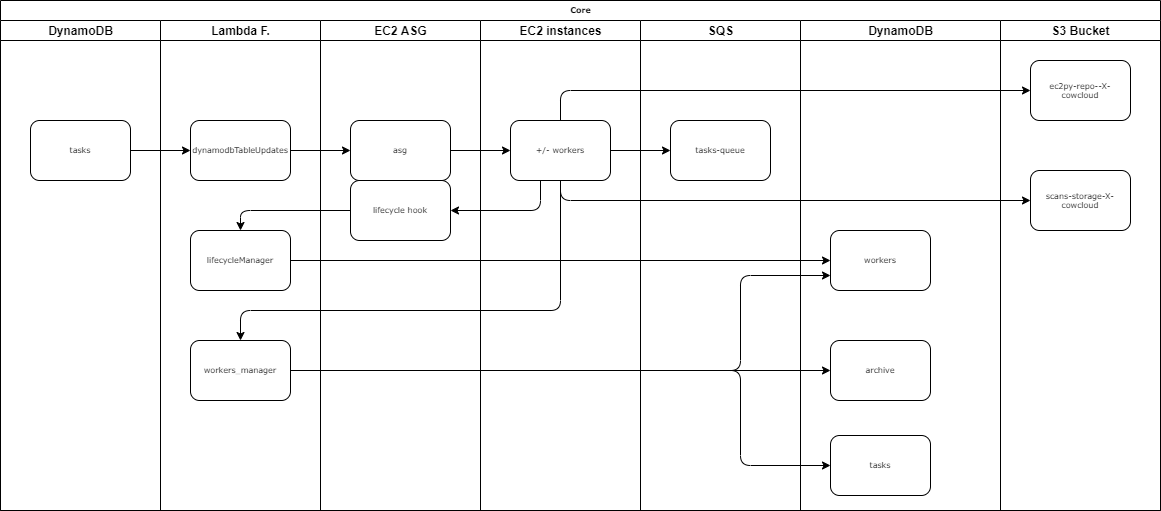 Core
DynamoDB
Lambda F.
EC2 ASG
EC2 instances
SQS
DynamoDB
S3 Bucket
ec2py-repo--X-
cowcloud
tasks
dynamodbTableUpdates
asg
+/- workers
tasks-queue
scans-storage-X-
cowcloud
lifecycle hook
lifecycleManager
workers
workers_manager
archive
tasks